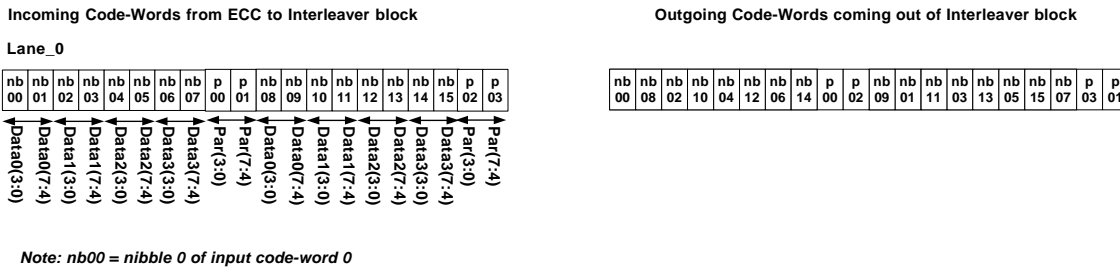 Incoming Code-Words from ECC to Interleaver block
Outgoing Code-Words coming out of Interleaver block
Lane_0
nb nb nb nb nb nb nb nb p p nb nb nb nb nb nb nb nb p p
00 01 02 03 04 05 06 07 00 01 08 09 10 11 12 13 14 15 02 03
nb nb nb nb nb nb nb nb p p nb nb nb nb nb nb nb nb p p
00 08 02 10 04 12 06 14 00 02 09 01 11 03 13 05 15 07 03 01
Data0(3:0)
Data0(7:4)
Data1(3:0)
Data1(7:4)
Data2(3:0)
Data2(7:4)
Data3(3:0)
Data3(7:4)
Par(3:0)
Par(7:4)
Data0(3:0)
Data0(7:4)
Data1(3:0)
Data1(7:4)
Data2(3:0)
Data2(7:4)
Data3(3:0)
Data3(7:4)
Par(3:0)
Par(7:4)
Note: nb00 = nibble 0 of input code-word 0